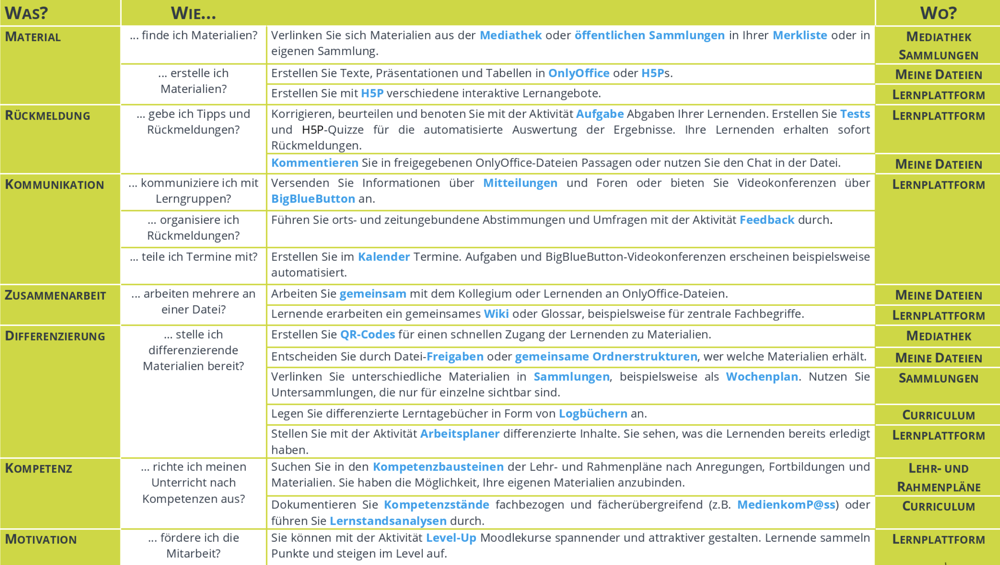 WAS?
WIE...
WO?
MATERIAL
... finde ich Materialien?
Verlinken Sie sich Materialien aus der Mediathek oder öffentlichen Sammlungen in Ihrer Merkliste oder in
eigenen Sammlung.
MEDIATHEK
SAMMLUNGEN
... erstelle ich
Materialien?
Erstellen Sie Texte, Präsentationen und Tabellen in OnlyOffice oder H5Ps.
MEINE DATEIEN
Erstellen Sie mit H5P verschiedene interaktive Lernangebote.
LERNPLATTFORM
RÜCKMELDUNG
... gebe ich Tipps und
Rückmeldungen?
Korrigieren, beurteilen und benoten Sie mit der Aktivität Aufgabe Abgaben Ihrer Lernenden. Erstellen Sie Tests
und H5P-Quizze für die automatisierte Auswertung der Ergebnisse. Ihre Lernenden erhalten sofort
Rückmeldungen.
LERNPLATTFORM
Kommentieren Sie in freigegebenen OnlyOffice-Dateien Passagen oder nutzen Sie den Chat in der Datei.
MEINE DATEIEN
KOMMUNIKATION
... kommuniziere ich mit
Lerngruppen?
Versenden Sie Informationen über Mitteilungen und Foren oder bieten Sie Videokonferenzen über
BigBlueButton an.
LERNPLATTFORM
... organisiere ich
Rückmeldungen?
Führen Sie orts- und zeitungebundene Abstimmungen und Umfragen mit der Aktivität Feedback durch.
... teile ich Termine mit?
Erstellen Sie im Kalender Termine. Aufgaben und BigBlueButton-Videokonferenzen erscheinen beispielsweise
automatisiert.
ZUSAMMENARBEIT
... arbeiten mehrere an
einer Datei?
Arbeiten Sie gemeinsam mit dem Kollegium oder Lernenden an OnlyOffice-Dateien.
MEINE DATEIEN
Lernende erarbeiten ein gemeinsames Wiki oder Glossar, beispielsweise für zentrale Fachbegriffe.
LERNPLATTFORM
DIFFERENZIERUNG
... stelle ich
differenzierende
Materialien bereit?
Erstellen Sie QR-Codes für einen schnellen Zugang der Lernenden zu Materialien.
MEDIATHEK
Entscheiden Sie durch Datei-Freigaben oder gemeinsame Ordnerstrukturen, wer welche Materialien erhält.
MEINE DATEIEN
Verlinken Sie unterschiedliche Materialien in Sammlungen, beispielsweise als Wochenplan. Nutzen Sie
Untersammlungen, die nur für einzelne sichtbar sind.
SAMMLUNGEN
Legen Sie differenzierte Lerntagebücher in Form von Logbüchern an.
CURRICULUM
Stellen Sie mit der Aktivität Arbeitsplaner differenzierte Inhalte. Sie sehen, was die Lernenden bereits erledigt
haben.
LERNPLATTFORM
KOMPETENZ
... richte ich meinen
Unterricht nach
Kompetenzen aus?
Suchen Sie in den Kompetenzbausteinen der Lehr- und Rahmenpläne nach Anregungen, Fortbildungen und
Materialien. Sie haben die Möglichkeit, Ihre eigenen Materialien anzubinden.
LEHR- UND
RAHMENPLÄNE
Dokumentieren Sie Kompetenzstände fachbezogen und fächerübergreifend (z.B. MedienkomP@ss) oder
führen Sie Lernstandsanalysen durch.
CURRICULUM
MOTIVATION
... fördere ich die
Mitarbeit?
Sie können mit der Aktivität Level-Up Moodlekurse spannender und attraktiver gestalten. Lernende sammeln
Punkte und steigen im Level auf.
LERNPLATTFORM